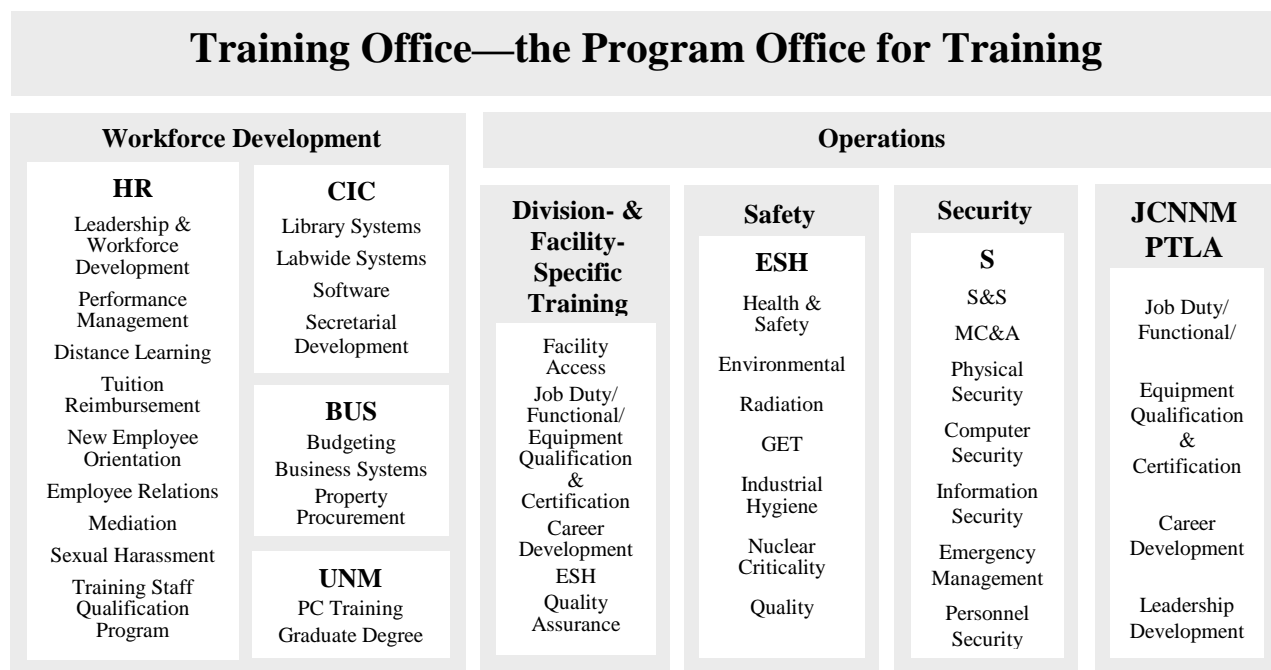 Training Office—the Program Office for Training
Workforce Development
HR
Leadership &
Workforce
Development
Performance
Management
Distance Learning
Tuition
Reimbursement
New Employee
Orientation
Employee Relations
Mediation
Sexual Harassment
Training Staff
Qualification
Program
CIC
Library Systems
Labwide Systems
Software
Secretarial
Development
BUS
Budgeting
Business Systems
Property
Procurement
UNM
PC Training
Graduate Degree
Operations
Division- &
Facility-
Specific
Training
Facility
Access
Job Duty/
Functional/
Equipment
Qualification
&
Certification
Career
Development
ESH
Quality
Assurance
Safety
ESH
Health &
Safety
Environmental
Radiation
GET
Industrial
Hygiene
Nuclear
Criticality
Quality
Security
S
S&S
MC&A
Physical
Security
Computer
Security
Information
Security
Emergency
Management
Personnel
Security
JCNNM
PTLA
Job Duty/
Functional/
Equipment
Qualification
&
Certification
Career
Development
Leadership
Development